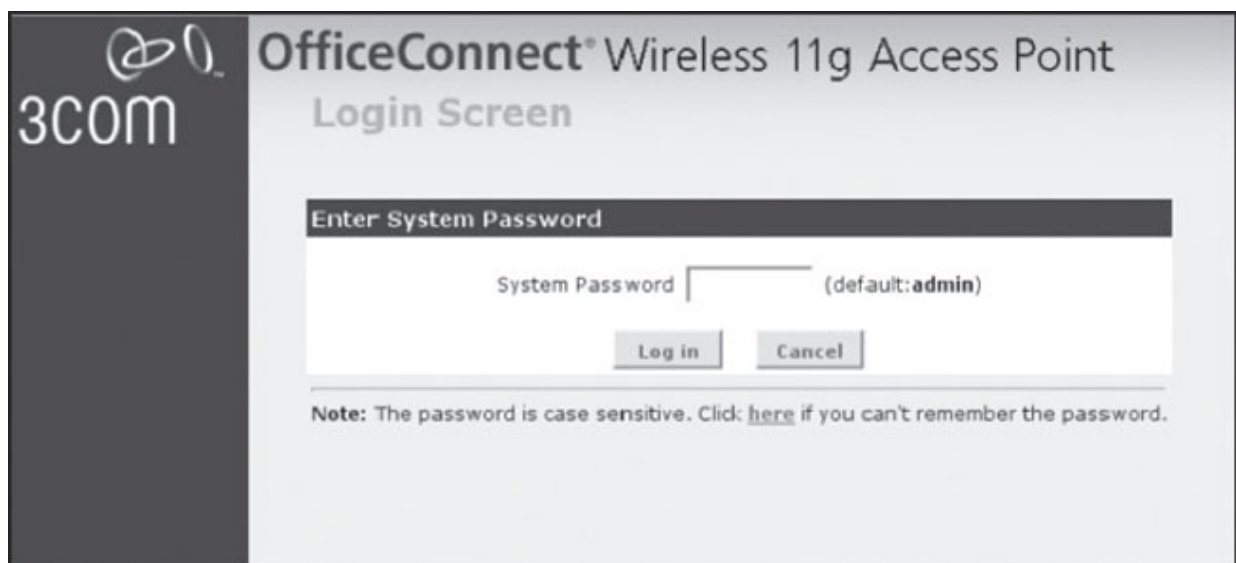 3COM
OfficeConnect® Wireless 11g Access Point
Login Screen
Enter System Password
System Password (default:admin)
Log in Cancel
Note: The password is case sensitive. Click here if you can't remember the password.